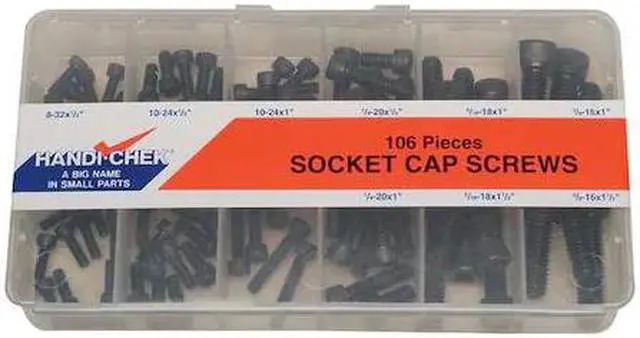 8-32x½" 10-24x½" 10-24x1" ¼-20x½" ⁵⁄₁₆-18x1" ⅜-16x1"
HANDI-CHEK
A BIG NAME
IN SMALL PARTS
106 Pieces
SOCKET CAP SCREWS
¼-20x1" ⁵⁄₁₆-18x1½" ⅜-16x1½"